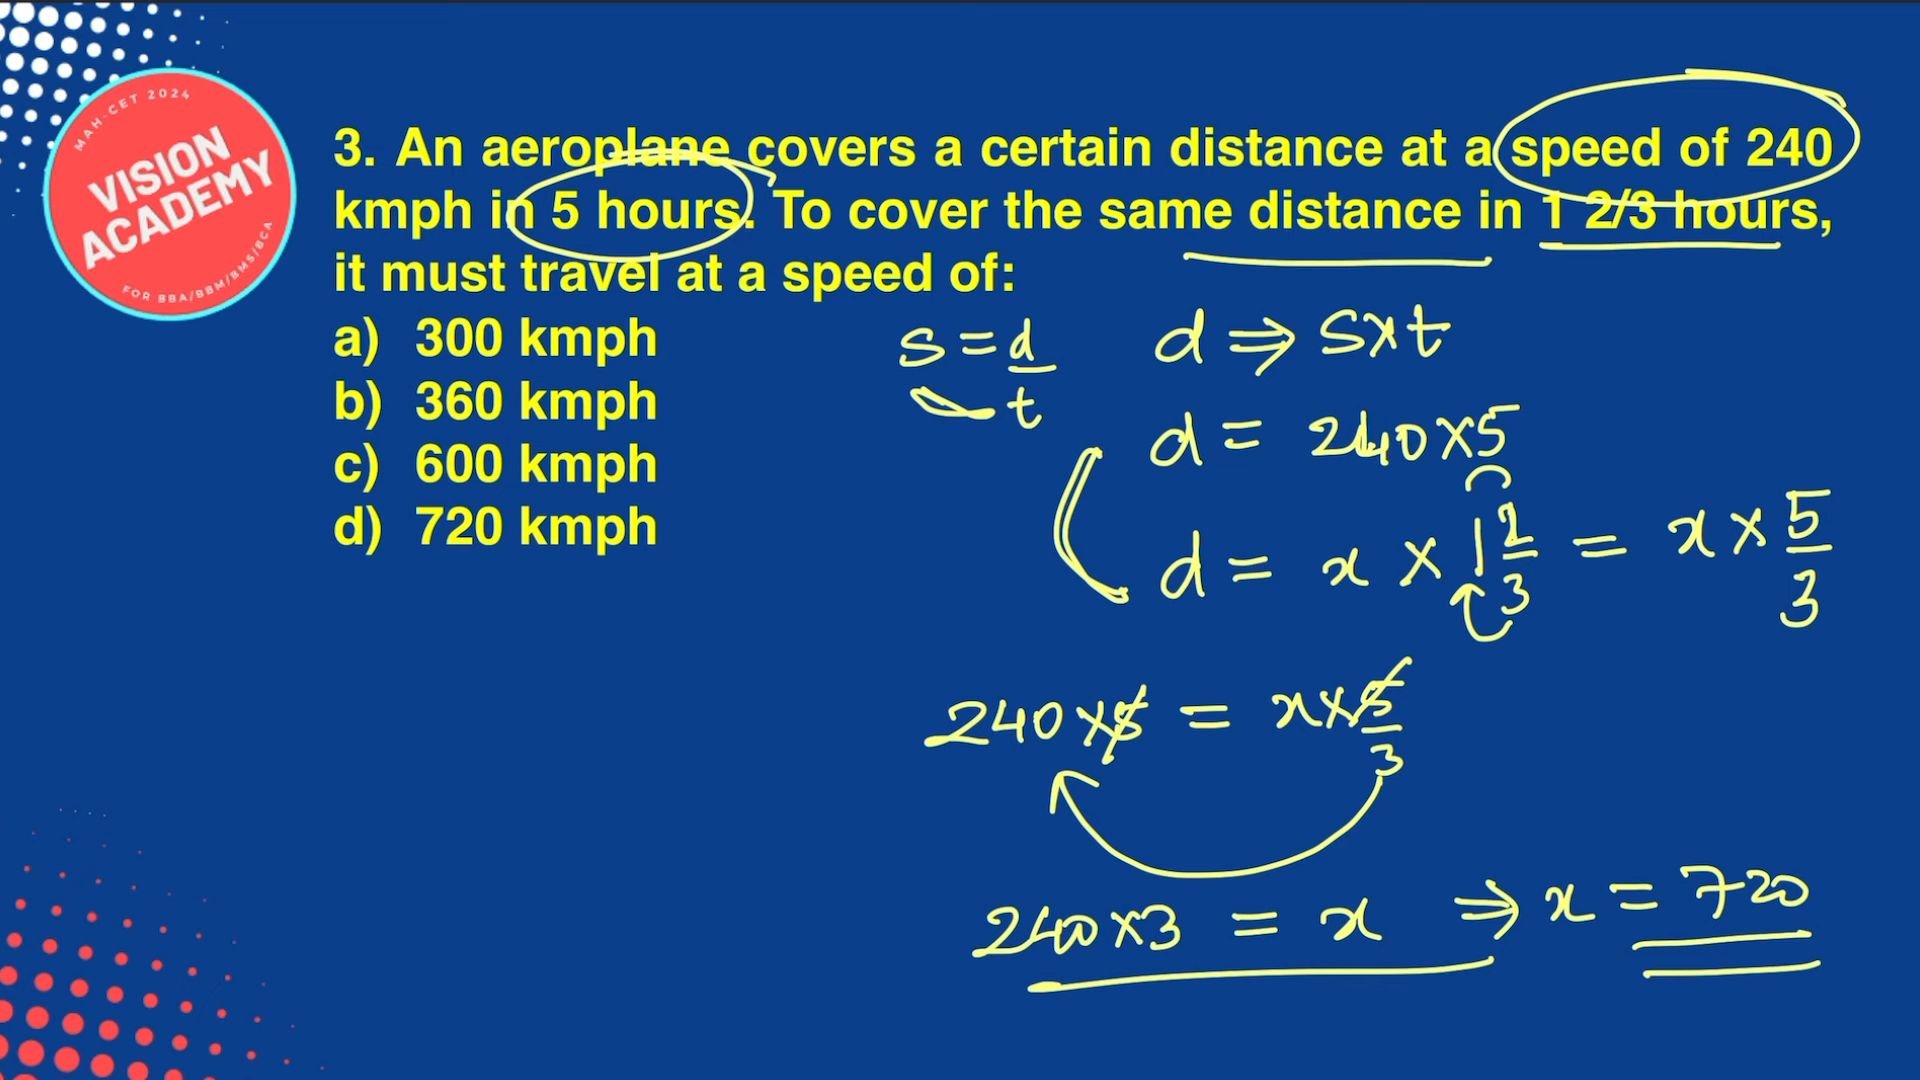 MAH-CET 2024
VISION
ACADEMY
FOR BBA/BBM/BMS/BCA
3. An aeroplane covers a certain distance at a speed of 240
kmph in 5 hours. To cover the same distance in 1 2/3 hours,
it must travel at a speed of:
a) 300 kmph
b) 360 kmph
c) 600 kmph
d) 720 kmph
s = d/t
d ⇒ s×t
d = 240×5
d = x × 1 2/3 = x × 5/3
240×5 = x×5/3
240×3 = x ⇒ x = 720